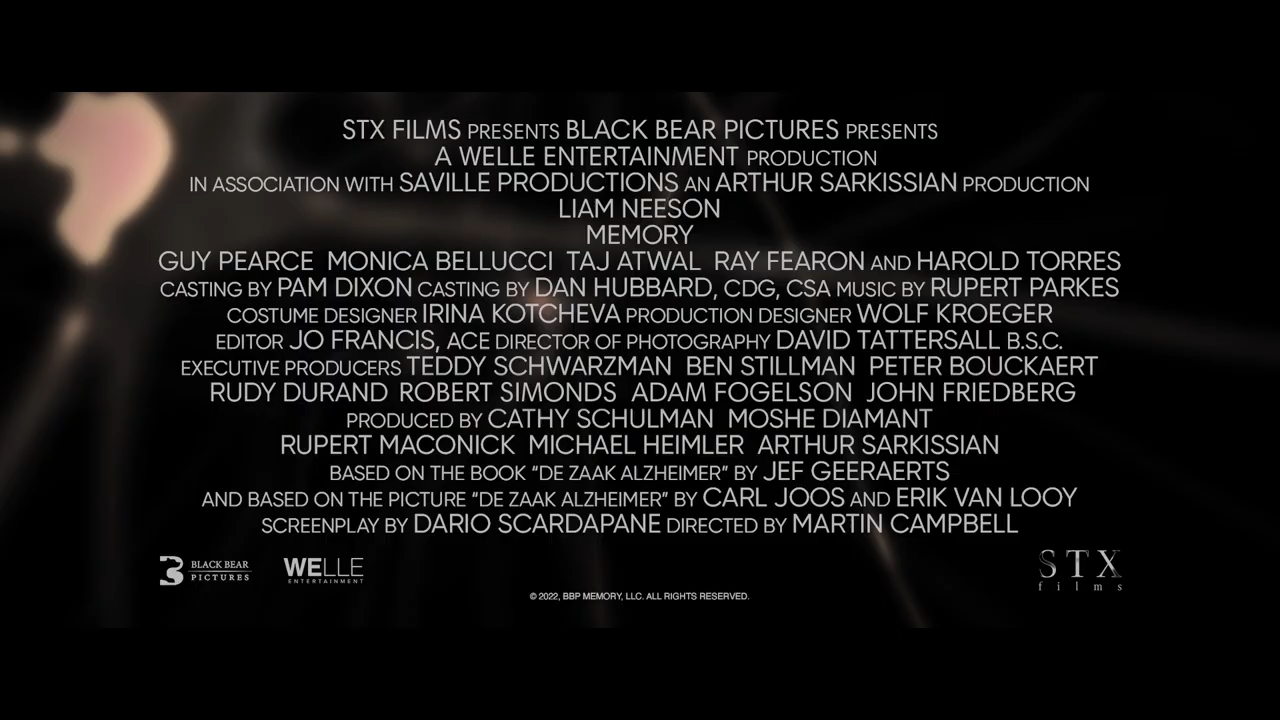 STX FILMS PRESENTS BLACK BEAR PICTURES PRESENTS
A WELLE ENTERTAINMENT PRODUCTION
IN ASSOCIATION WITH SAVILLE PRODUCTIONS AN ARTHUR SARKISSIAN PRODUCTION
LIAM NEESON
MEMORY
GUY PEARCE MONICA BELLUCCI TAJ ATWAL RAY FEARON AND HAROLD TORRES
CASTING BY PAM DIXON CASTING BY DAN HUBBARD, CDG, CSA MUSIC BY RUPERT PARKES
COSTUME DESIGNER IRINA KOTCHEVA PRODUCTION DESIGNER WOLF KROEGER
EDITOR JO FRANCIS, ACE DIRECTOR OF PHOTOGRAPHY DAVID TATTERSALL B.S.C.
EXECUTIVE PRODUCERS TEDDY SCHWARZMAN BEN STILLMAN PETER BOUCKAERT
RUDY DURAND ROBERT SIMONDS ADAM FOGELSON JOHN FRIEDBERG
PRODUCED BY CATHY SCHULMAN MOSHE DIAMANT
RUPERT MACONICK MICHAEL HEIMLER ARTHUR SARKISSIAN
BASED ON THE BOOK “DE ZAAK ALZHEIMER” BY JEF GEERAERTS
AND BASED ON THE PICTURE “DE ZAAK ALZHEIMER” BY CARL JOOS AND ERIK VAN LOOY
SCREENPLAY BY DARIO SCARDAPANE DIRECTED BY MARTIN CAMPBELL
BLACK BEAR
PICTURES
WELLE
ENTERTAINMENT
STX
films
© 2022, BBP MEMORY, LLC. ALL RIGHTS RESERVED.